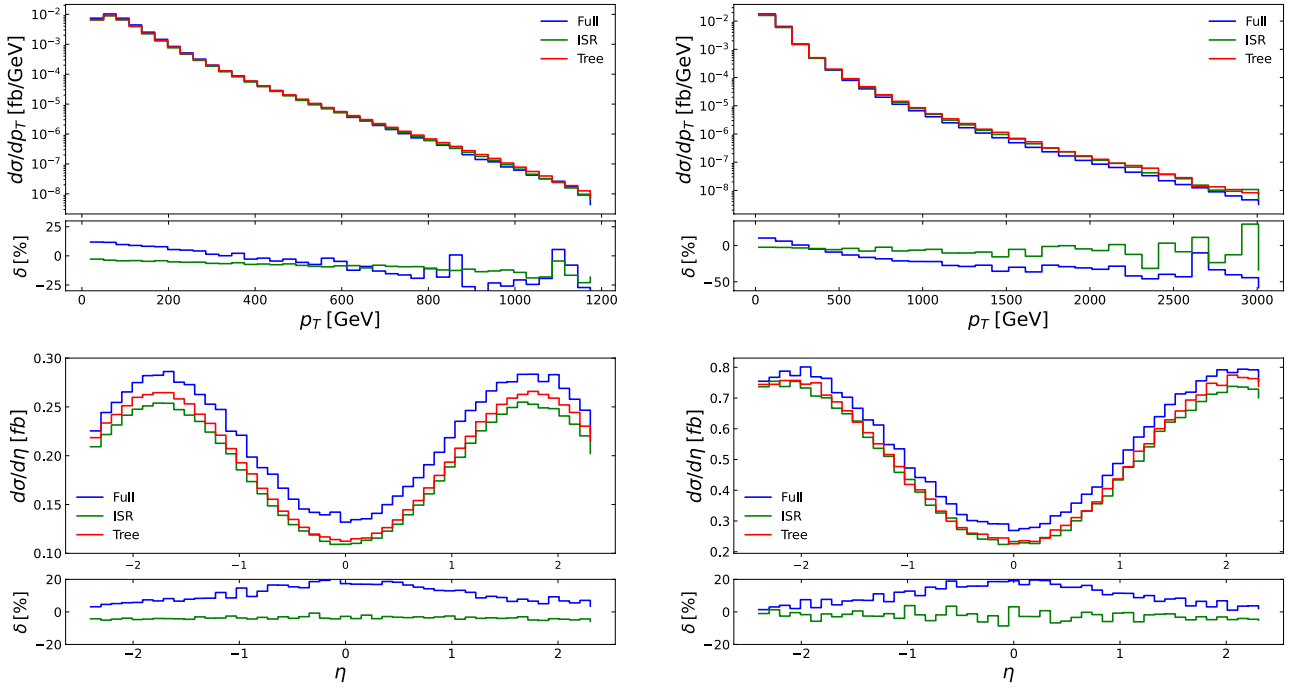 10⁻²
10⁻³
10⁻⁴
10⁻⁵
10⁻⁶
10⁻⁷
10⁻⁸
dσ/dp_T [fb/GeV]
Full
ISR
Tree
25
0
−25
δ [%]
0 200 400 600 800 1000 1200
p_T [GeV]
10⁻²
10⁻³
10⁻⁴
10⁻⁵
10⁻⁶
10⁻⁷
10⁻⁸
dσ/dp_T [fb/GeV]
Full
ISR
Tree
0
−50
δ [%]
0 500 1000 1500 2000 2500 3000
p_T [GeV]
0.30
0.25
0.20
0.15
0.10
dσ/dη [fb]
Full
ISR
Tree
−2 −1 0 1 2
20
0
−20
δ [%]
−2 −1 0 1 2
η
0.8
0.7
0.6
0.5
0.4
0.3
0.2
dσ/dη [fb]
Full
ISR
Tree
−2 −1 0 1 2
20
0
−20
δ [%]
−2 −1 0 1 2
η